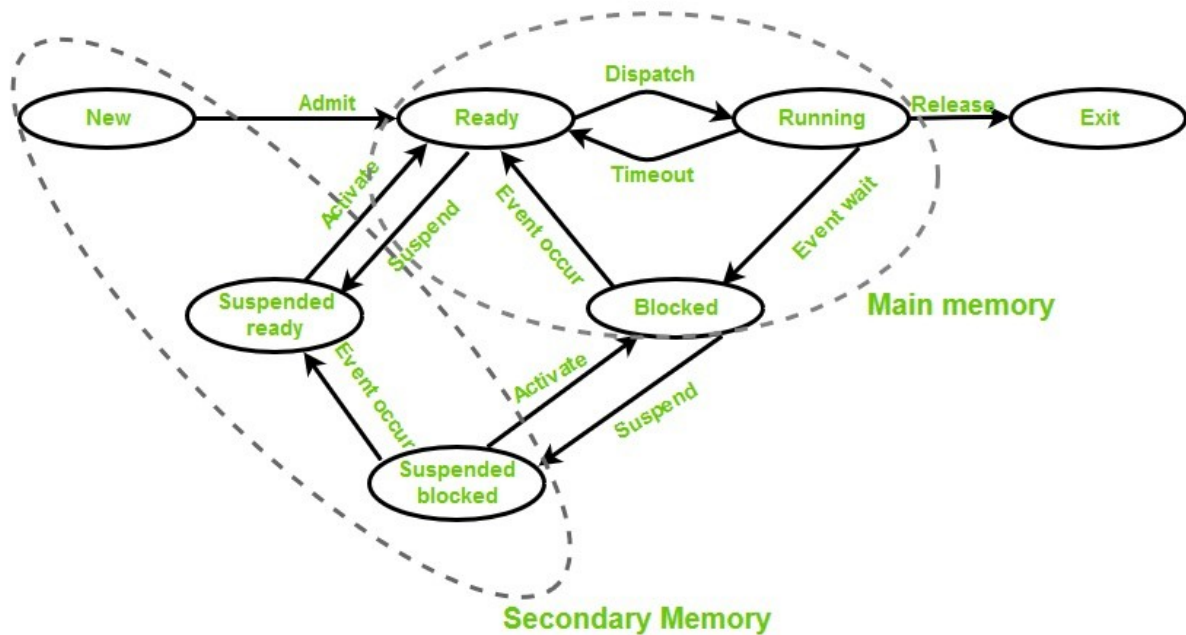 Dispatch
New
Admit
Ready
Running
Release
Exit
Timeout
Activate
Suspend
Event occur
Event wait
Suspended
ready
Blocked
Main memory
Event occur
Activate
Suspend
Suspended
blocked
Secondary Memory